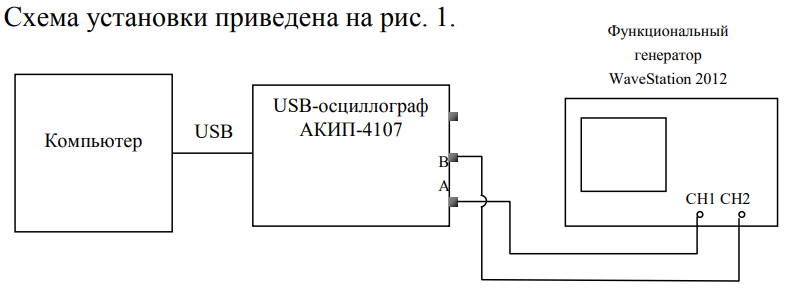 Схема установки приведена на рис. 1.
Функциональный
генератор
WaveStation 2012
USB-осциллограф
АКИП-4107
Компьютер
USB
B
A
CH1 CH2